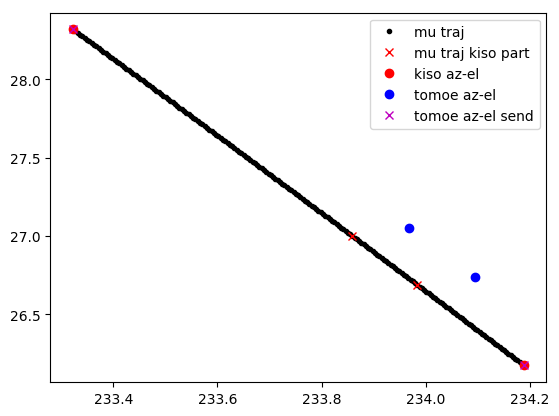 mu traj
mu traj kiso part
kiso az-el
tomoe az-el
tomoe az-el send
28.0
27.5
27.0
26.5
233.4 233.6 233.8 234.0 234.2